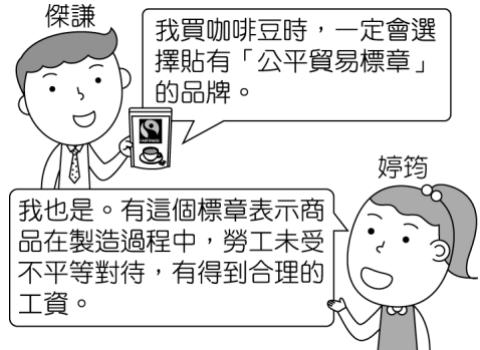 傑謙
我買咖啡豆時，一定會選
擇貼有「公平貿易標章」
的品牌。
婷筠
我也是。有這個標章表示商
品在製造過程中，勞工未受
不平等對待，有得到合理的
工資。